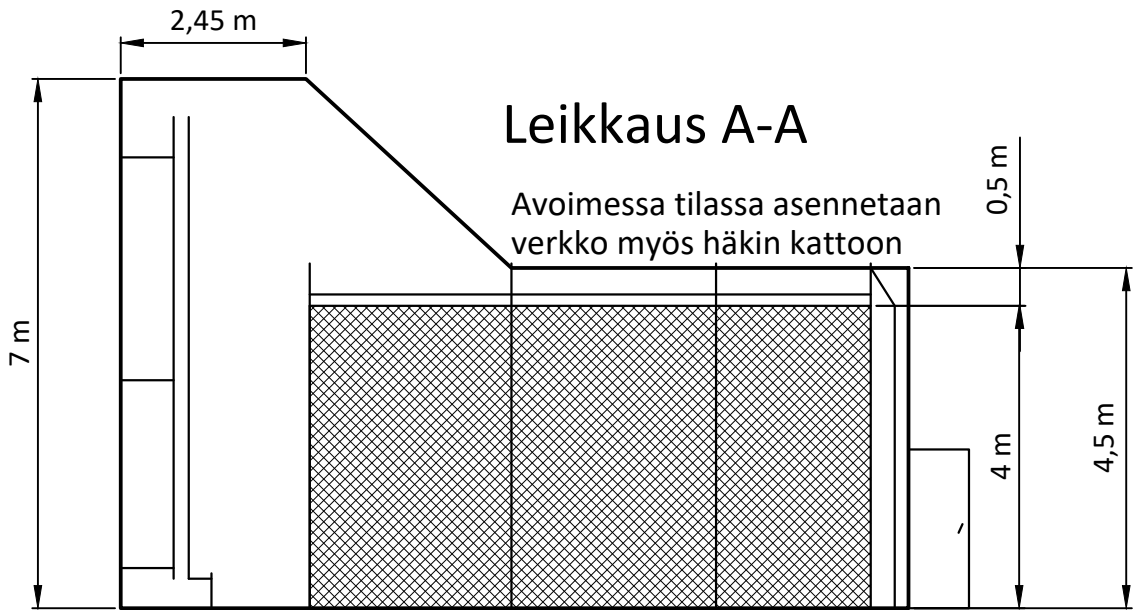 2,45 m
Leikkaus A-A
Avoimessa tilassa asennetaan
verkko myös häkin kattoon
0,5 m
7 m
4 m
4,5 m